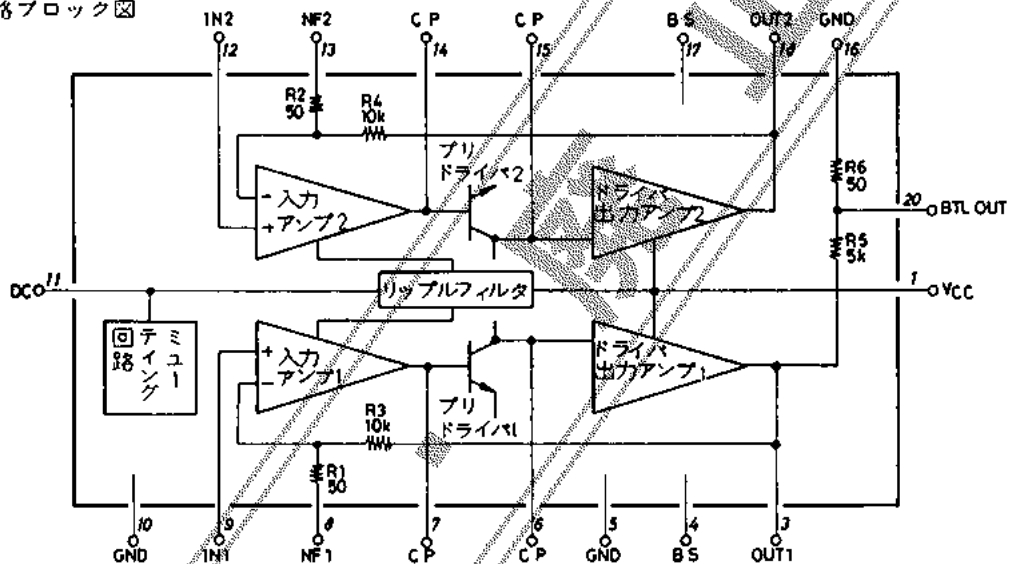 路ブロック図
IN2 NF2 CP CP BS OUT2 GND
12 13 14 15 17 18 16
R2
50
R4
10k
プリ
ドライバ2
R6
50
- 入力
+ アンプ2
ドライバ
出力アンプ2
20 BTL OUT
R5
5k
DC 11
リップルフィルタ
1 VCC
ミュー
ティング
回路
+ 入力
- アンプ1
ドライバ
出力アンプ1
プリ
ドライバ1
R3
10k
R1
50
10 9 8 7 6 5 4 3
GND IN1 NF1 CP CP GND BS OUT1